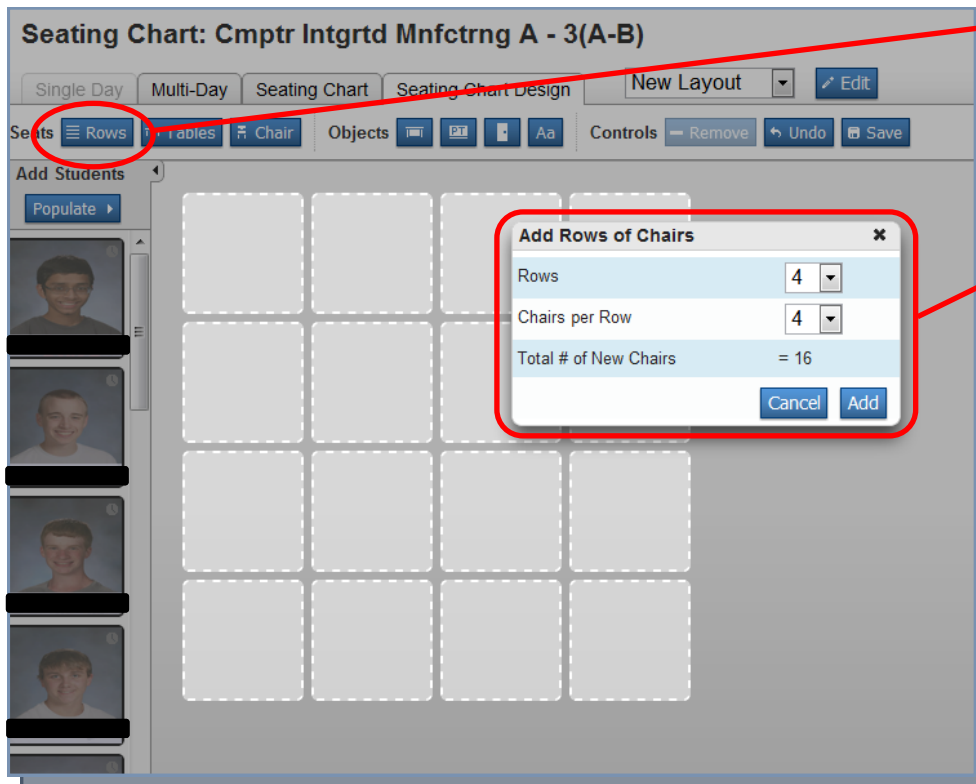 Seating Chart: Cmptr Intgrtd Mnfctrng A - 3(A-B)
Single Day Multi-Day Seating Chart Seating Chart Design New Layout Edit
Seats Rows Tables Chair Objects PT Aa Controls Remove Undo Save
Add Students
Populate
Add Rows of Chairs
Rows 4
Chairs per Row 4
Total # of New Chairs = 16
Cancel Add